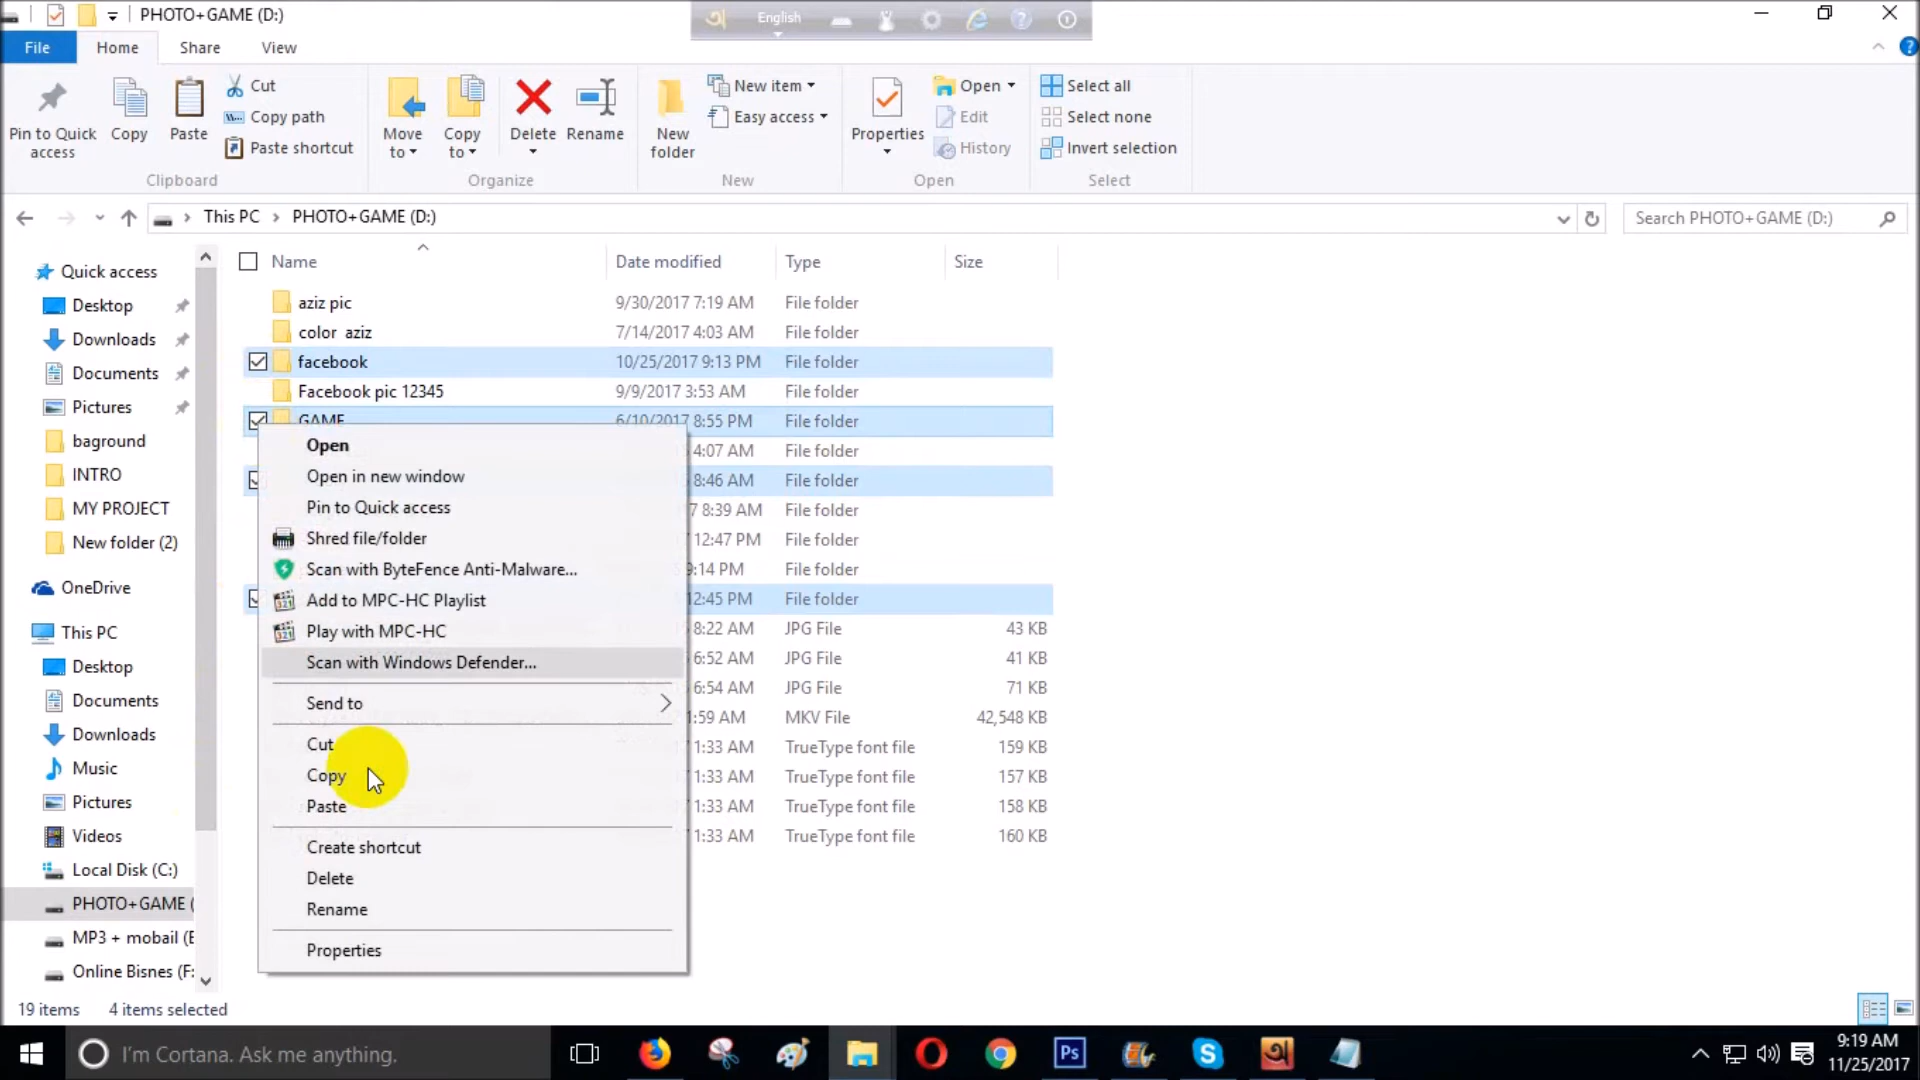 PHOTO+GAME (D:)
English
File Home Share View
Pin to Quick access
Copy
Paste
Cut
Copy path
Paste shortcut
Move to
Copy to
Delete
Rename
New folder
New item
Easy access
Properties
Open
Edit
History
Select all
Select none
Invert selection
Clipboard Organize New Open Select
This PC > PHOTO+GAME (D:)
Search PHOTO+GAME (D:)
Quick access
Desktop
Downloads
Documents
Pictures
baground
INTRO
MY PROJECT
New folder (2)
OneDrive
This PC
Desktop
Documents
Downloads
Music
Pictures
Videos
Local Disk (C:)
PHOTO+GAME (
MP3 + mobail (E
Online Bisnes (F:
Name Date modified Type Size
aziz pic 9/30/2017 7:19 AM File folder
color aziz 7/14/2017 4:03 AM File folder
facebook 10/25/2017 9:13 PM File folder
Facebook pic 12345 9/9/2017 3:53 AM File folder
GAME 6/10/2017 8:55 PM File folder
4:07 AM File folder
8:46 AM File folder
7 8:39 AM File folder
12:47 PM File folder
9:14 PM File folder
12:45 PM File folder
8:22 AM JPG File 43 KB
6:52 AM JPG File 41 KB
6:54 AM JPG File 71 KB
1:59 AM MKV File 42,548 KB
1:33 AM TrueType font file 159 KB
1:33 AM TrueType font file 157 KB
1:33 AM TrueType font file 158 KB
1:33 AM TrueType font file 160 KB
Open
Open in new window
Pin to Quick access
Shred file/folder
Scan with ByteFence Anti-Malware...
Add to MPC-HC Playlist
Play with MPC-HC
Scan with Windows Defender...
Send to
Cut
Copy
Paste
Create shortcut
Delete
Rename
Properties
19 items 4 items selected
I'm Cortana. Ask me anything.
Ps
9:19 AM
11/25/2017